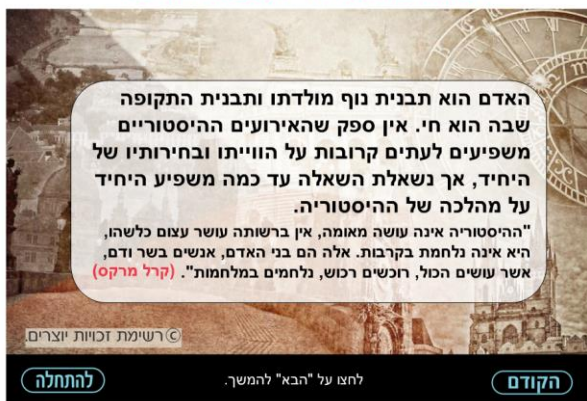 האדם הוא תבנית נוף מולדתו ותבנית התקופה
שבה הוא חי. אין ספק שהאירועים ההיסטוריים
משפיעים לעתים קרובות על הווייתו ובחירותיו של
היחיד, אך נשאלת השאלה עד כמה משפיע היחיד
על מהלכה של ההיסטוריה.
"ההיסטוריה אינה עושה מאומה, אין ברשותה עושר עצום כלשהו,
היא אינה נלחמת בקרבות. אלה הם בני האדם, אנשים בשר ודם,
אשר עושים הכול, רוכשים רכוש, נלחמים במלחמות". (קרל מרקס)
© רשימת זכויות יוצרים.
הקודם
לחצו על "הבא" להמשך.
להתחלה